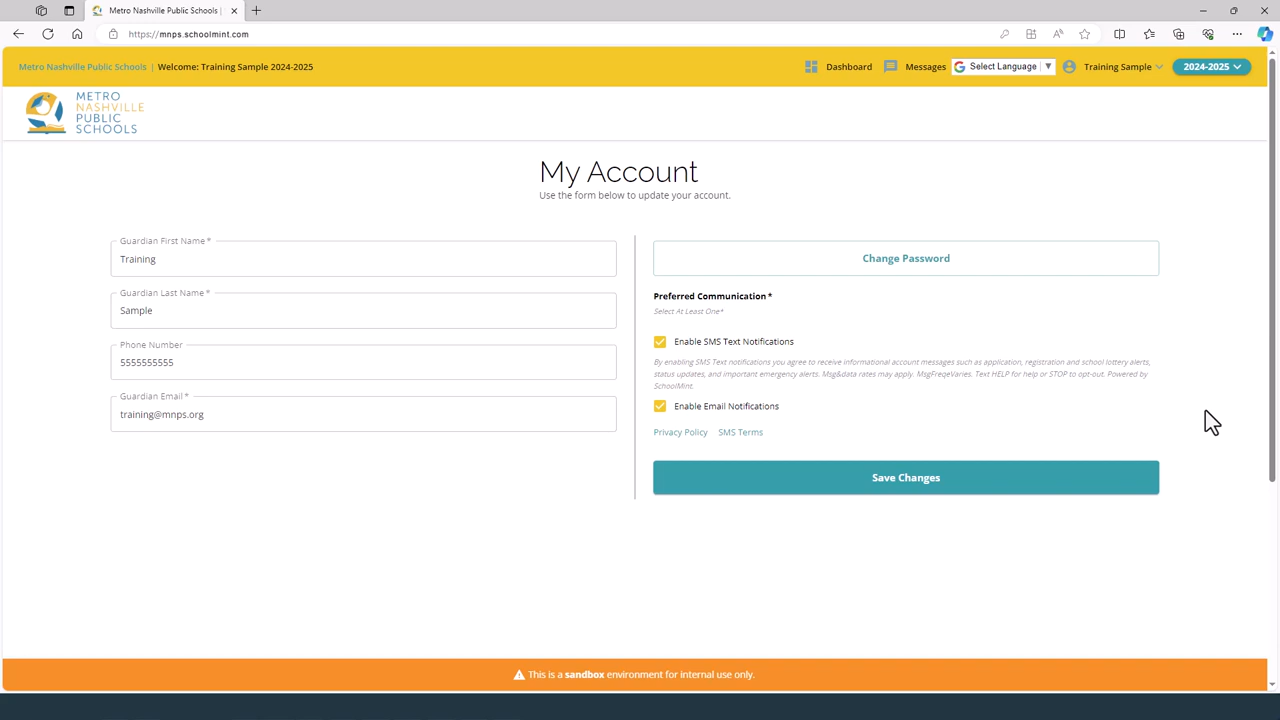 Metro Nashville Public Schools
https://mnps.schoolmint.com
Metro Nashville Public Schools | Welcome: Training Sample 2024-2025
Dashboard
Messages
Select Language
Training Sample
2024-2025
METRO
NASHVILLE
PUBLIC
SCHOOLS
My Account
Use the form below to update your account.
Guardian First Name *
Training
Guardian Last Name *
Sample
Phone Number
5555555555
Guardian Email *
training@mnps.org
Change Password
Preferred Communication *
Select At Least One*
Enable SMS Text Notifications
By enabling SMS Text notifications you agree to receive informational account messages such as application, registration and school lottery alerts,
status updates, and important emergency alerts. Msg&data rates may apply. MsgFreqeVaries. Text HELP for help or STOP to opt-out. Powered by
SchoolMint.
Enable Email Notifications
Privacy Policy SMS Terms
Save Changes
This is a sandbox environment for internal use only.